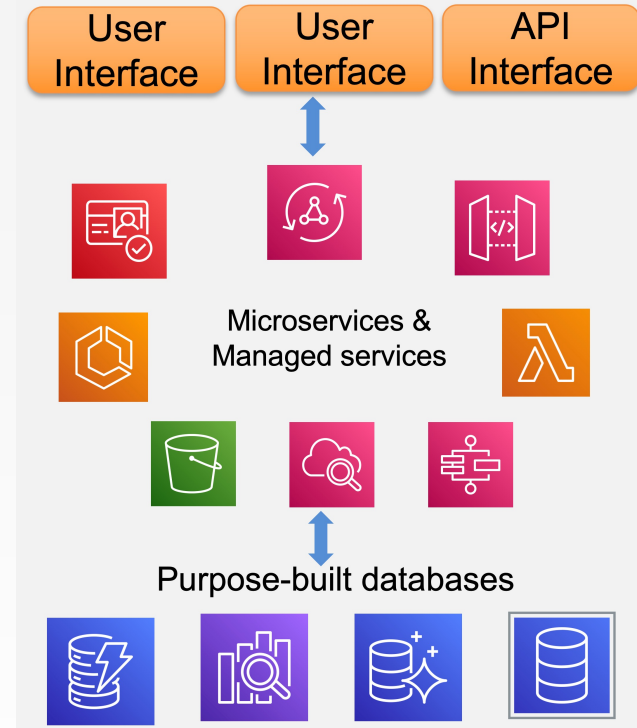 User
Interface
User
Interface
API
Interface
</>
Microservices &
Managed services
Purpose-built databases